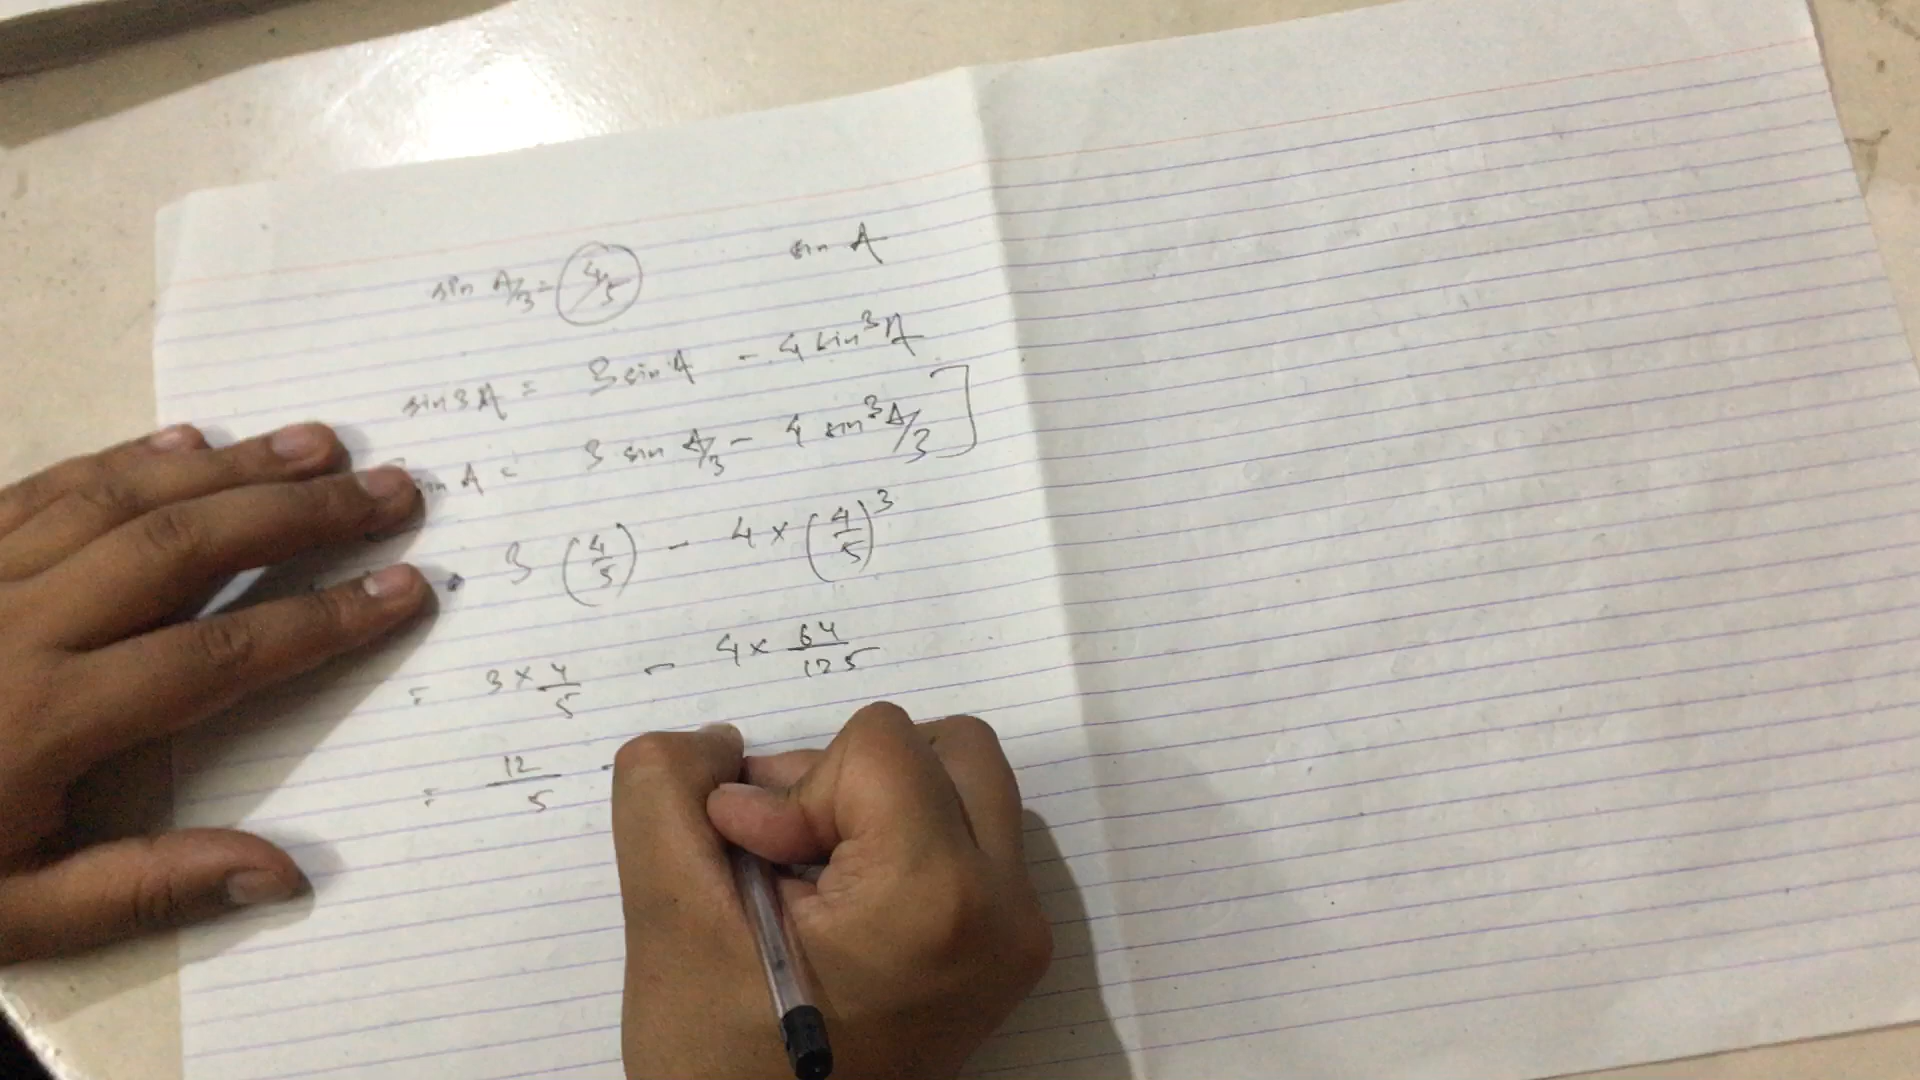 sin A/3 = 4/5 sin A
sin 3A = 3 sin A - 4 sin³A
sin A = 3 sin A/3 - 4 sin³ A/3 ]
3 (4/5) - 4 × (4/5)³
= 3 × 4/5 - 4 × 64/125
= 12/5 -